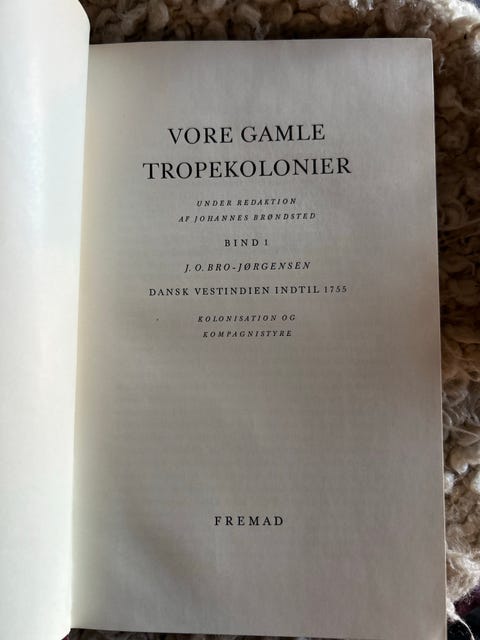 VORE GAMLE
TROPEKOLONIER
UNDER REDAKTION
AF JOHANNES BRØNDSTED
BIND 1
J. O. BRO-JØRGENSEN
DANSK VESTINDIEN INDTIL 1755
KOLONISATION OG
KOMPAGNISTYRE
FREMAD